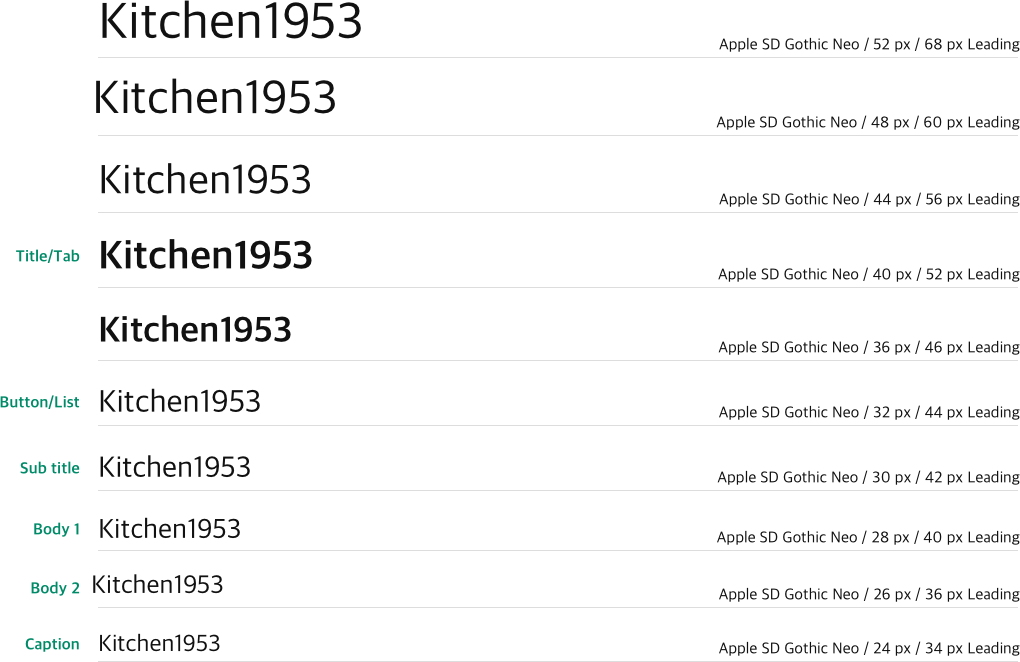 Kitchen1953
Apple SD Gothic Neo / 52 px / 68 px Leading
Kitchen1953
Apple SD Gothic Neo / 48 px / 60 px Leading
Kitchen1953
Apple SD Gothic Neo / 44 px / 56 px Leading
Title/Tab Kitchen1953
Apple SD Gothic Neo / 40 px / 52 px Leading
Kitchen1953
Apple SD Gothic Neo / 36 px / 46 px Leading
Button/List Kitchen1953
Apple SD Gothic Neo / 32 px / 44 px Leading
Sub title Kitchen1953
Apple SD Gothic Neo / 30 px / 42 px Leading
Body 1 Kitchen1953
Apple SD Gothic Neo / 28 px / 40 px Leading
Body 2 Kitchen1953
Apple SD Gothic Neo / 26 px / 36 px Leading
Caption Kitchen1953
Apple SD Gothic Neo / 24 px / 34 px Leading